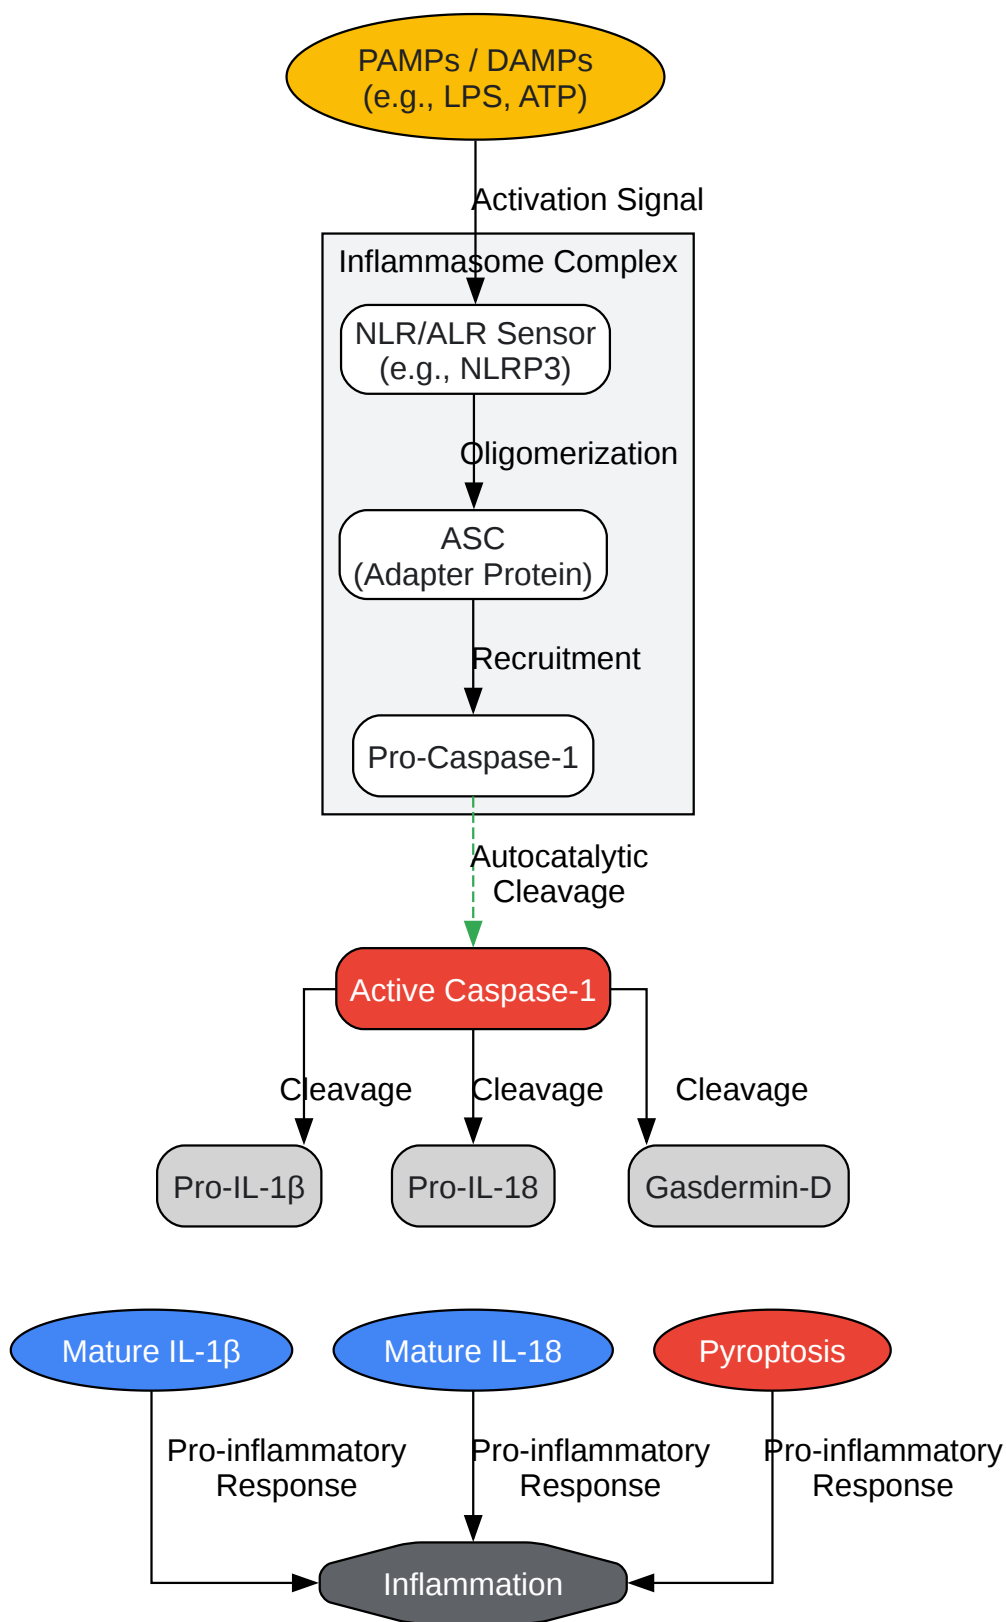 PAMPs / DAMPs
(e.g., LPS, ATP)
Activation Signal
Inflammasome Complex
NLR/ALR Sensor
(e.g., NLRP3)
Oligomerization
ASC
(Adapter Protein)
Recruitment
Pro-Caspase-1
Autocatalytic
Cleavage
Active Caspase-1
Cleavage
Cleavage
Cleavage
Pro-IL-1β
Pro-IL-18
Gasdermin-D
Mature IL-1β
Mature IL-18
Pyroptosis
Pro-inflammatory
Response
Pro-inflammatory
Response
Pro-inflammatory
Response
Inflammation